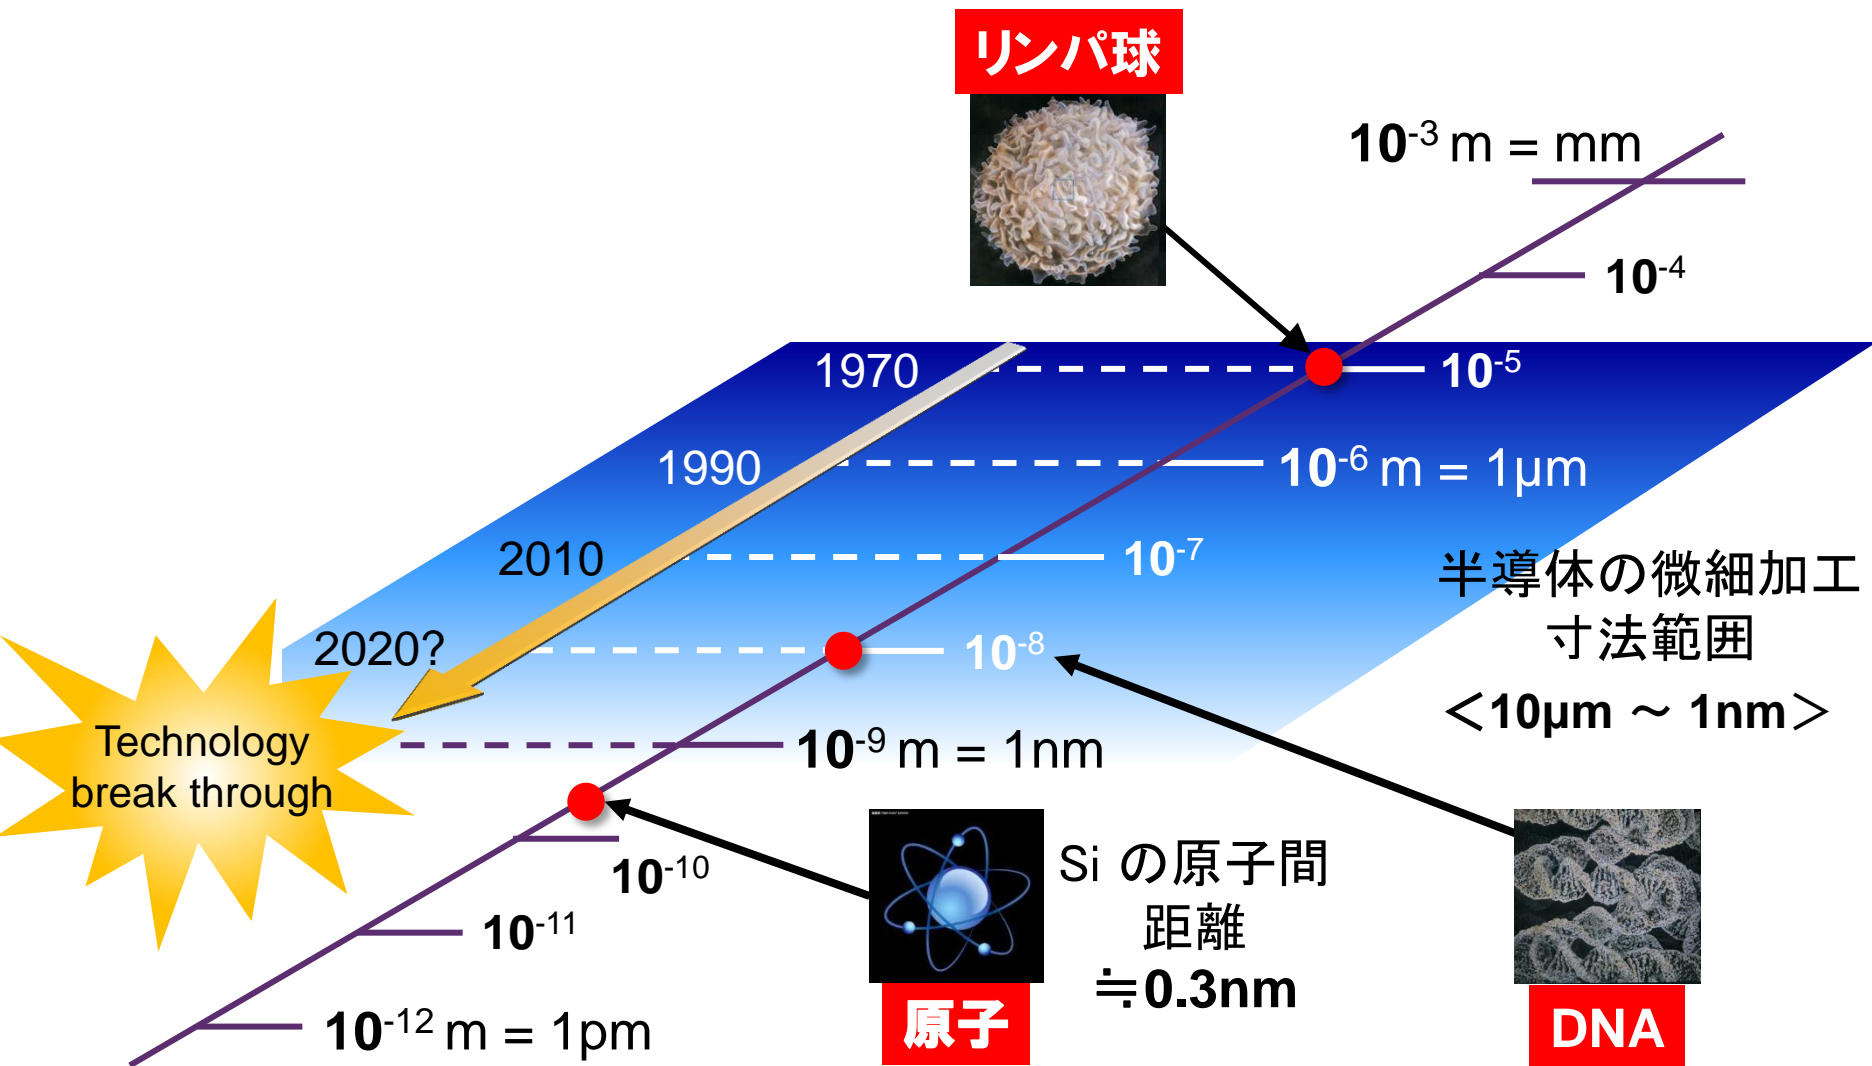 リンパ球
10-3 m = mm
10-4
1970
10-5
1990
10-6 m = 1μm
2010
10-7
半導体の微細加工
寸法範囲
<10μm ～ 1nm>
2020?
10-8
Technology
break through
10-9 m = 1nm
10-10
Si の原子間
距離
≒0.3nm
10-11
10-12 m = 1pm
原子
DNA